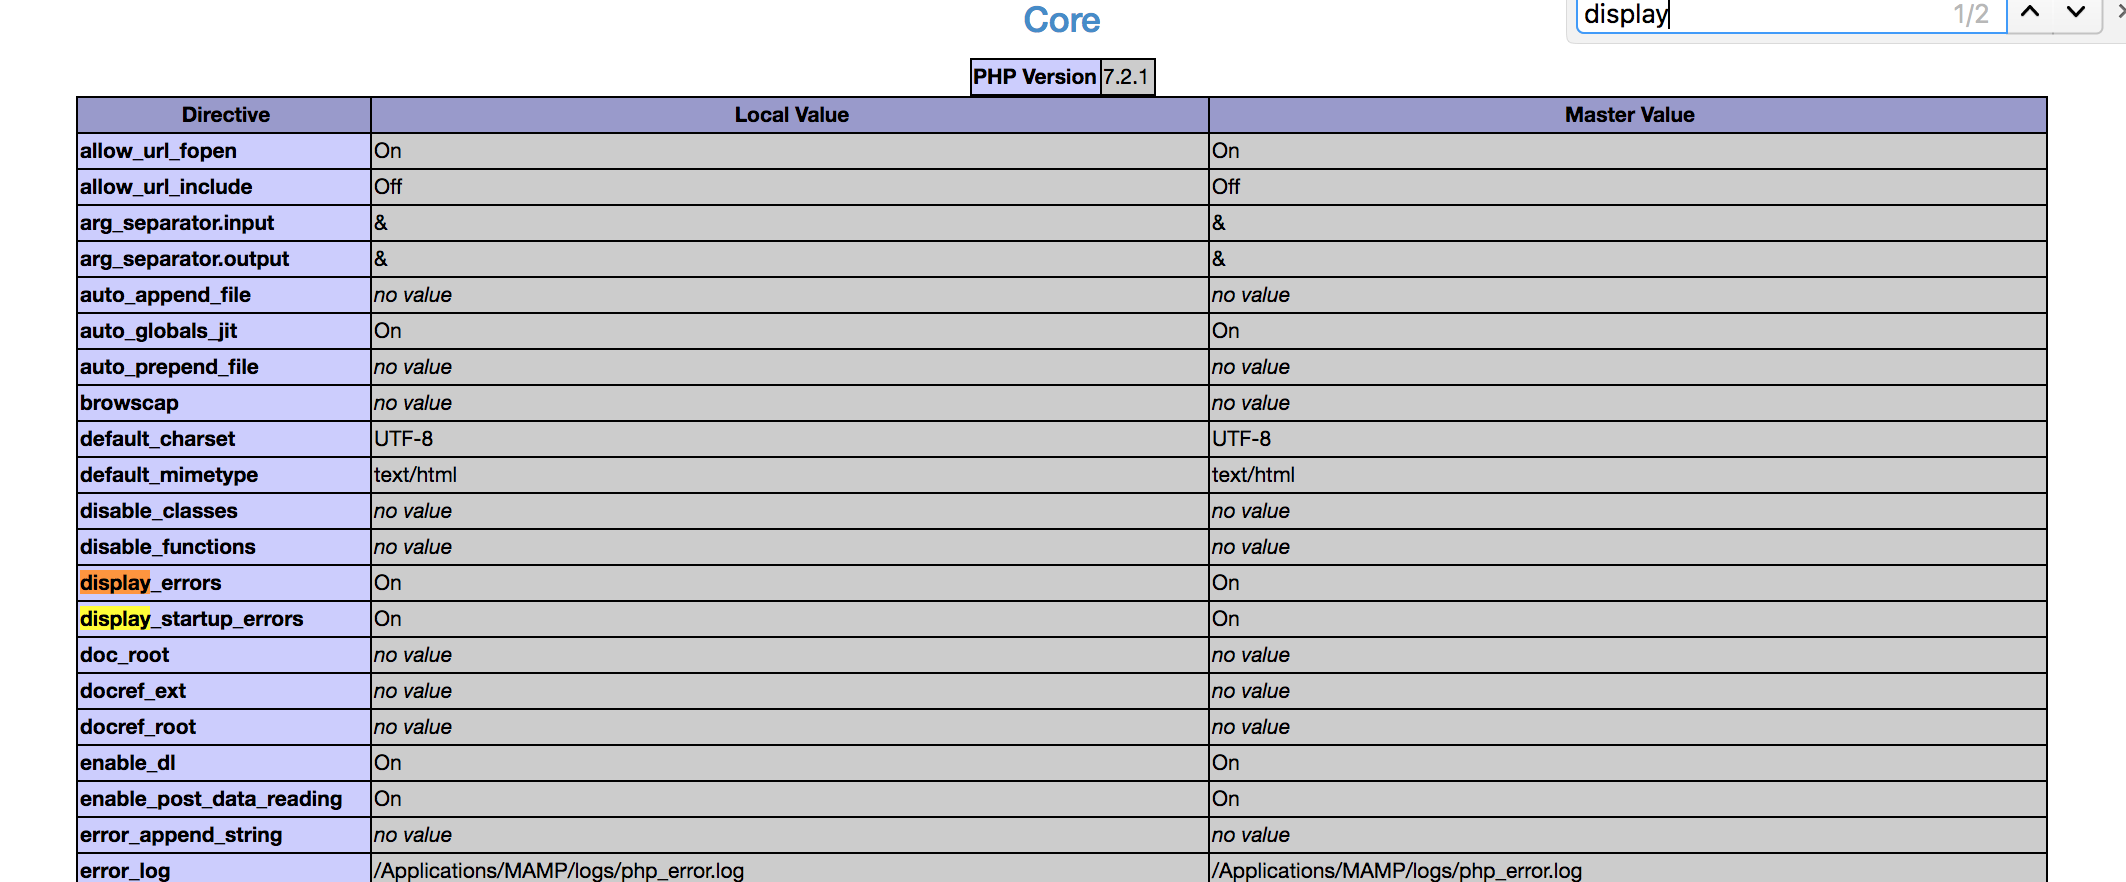 Core
display 1/2
PHP Version 7.2.1
Directive Local Value Master Value
allow_url_fopen On On
allow_url_include Off Off
arg_separator.input & &
arg_separator.output & &
auto_append_file no value no value
auto_globals_jit On On
auto_prepend_file no value no value
browscap no value no value
default_charset UTF-8 UTF-8
default_mimetype text/html text/html
disable_classes no value no value
disable_functions no value no value
display_errors On On
display_startup_errors On On
doc_root no value no value
docref_ext no value no value
docref_root no value no value
enable_dl On On
enable_post_data_reading On On
error_append_string no value no value
error_log /Applications/MAMP/logs/php_error.log /Applications/MAMP/logs/php_error.log